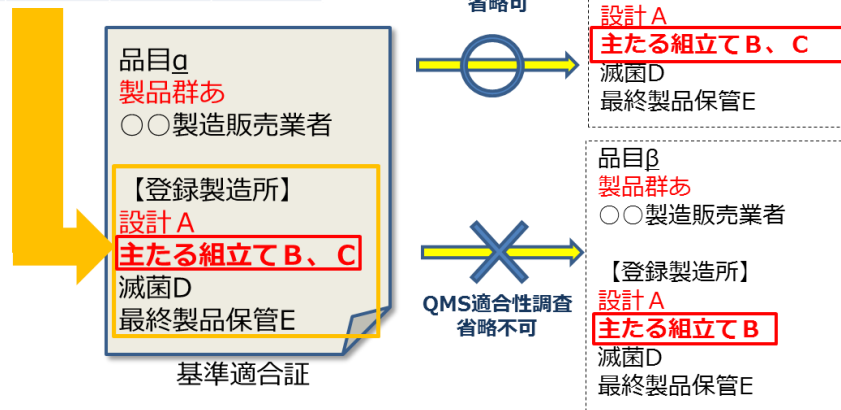 省略可
設計A
主たる組立てB、C
滅菌D
最終製品保管E
品目α
製品群あ
○○製造販売業者
【登録製造所】
設計A
主たる組立てB、C
滅菌D
最終製品保管E
基準適合証
QMS適合性調査
省略不可
品目β
製品群あ
○○製造販売業者
【登録製造所】
設計A
主たる組立てB
滅菌D
最終製品保管E